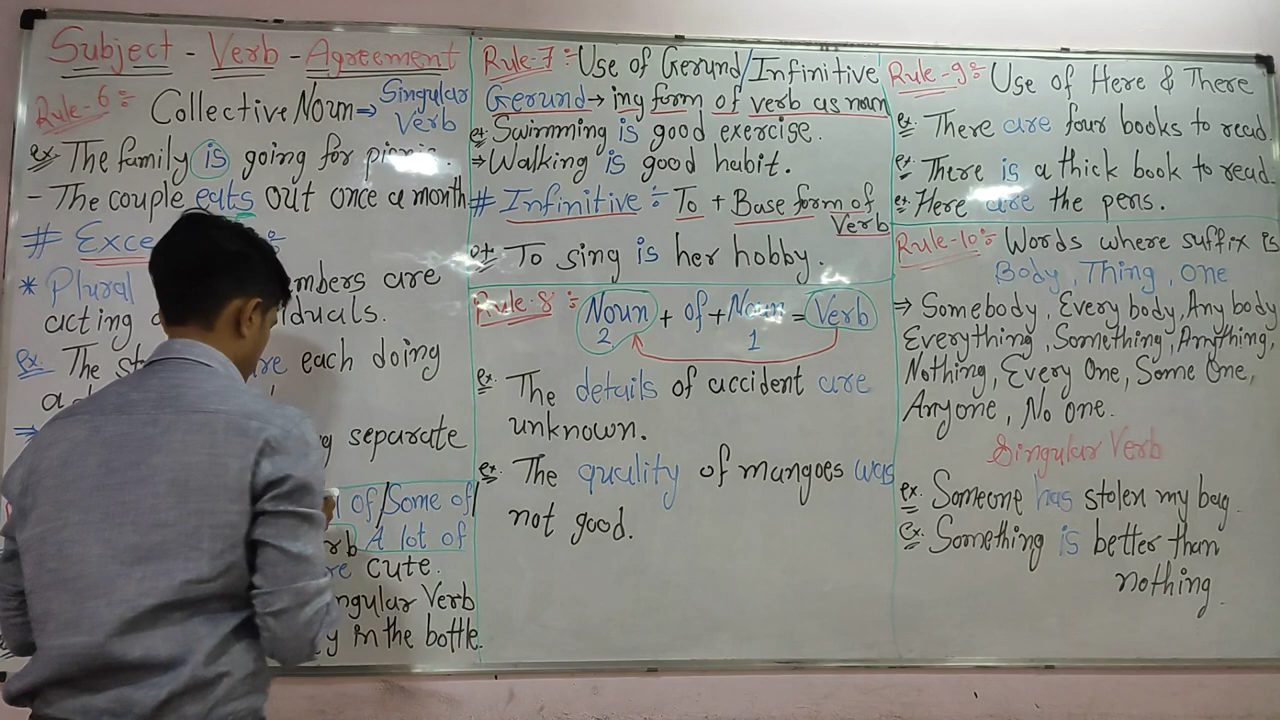 Subject - Verb - Agreement
Rule-6 :- Collective Noun → Singular Verb
ex The family is going for picnic.
- The couple eats out once a month
# Exce
* Plural mbers are
acting duals.
ex. The st re each doing
separate
of/Some of/
rb A lot of
re cute.
ngular Verb
y in the bottle.
Rule-7 :- Use of Gerund/Infinitive
Gerund → ing form of verb as noun
ex Swimming is good exercise.
→ Walking is good habit.
# Infinitive :- To + Base form of
Verb
ex To sing is her hobby.
Rule-8 :- Noun + of + Noun = Verb
2 1
ex. The details of accident are
unknown.
ex. The quality of mangoes was
not good.
Rule-9 :- Use of Here & There
ex. There are four books to read.
ex. There is a thick book to read.
ex. Here are the pens.
Rule-10 :- Words where suffix is
Body, Thing, One
→ Somebody, Every body, Any body
Everything, Something, Anything,
Nothing, Every One, Some One,
Anyone, No one.
Singular Verb
ex. Someone has stolen my bag.
ex. Something is better than
nothing.